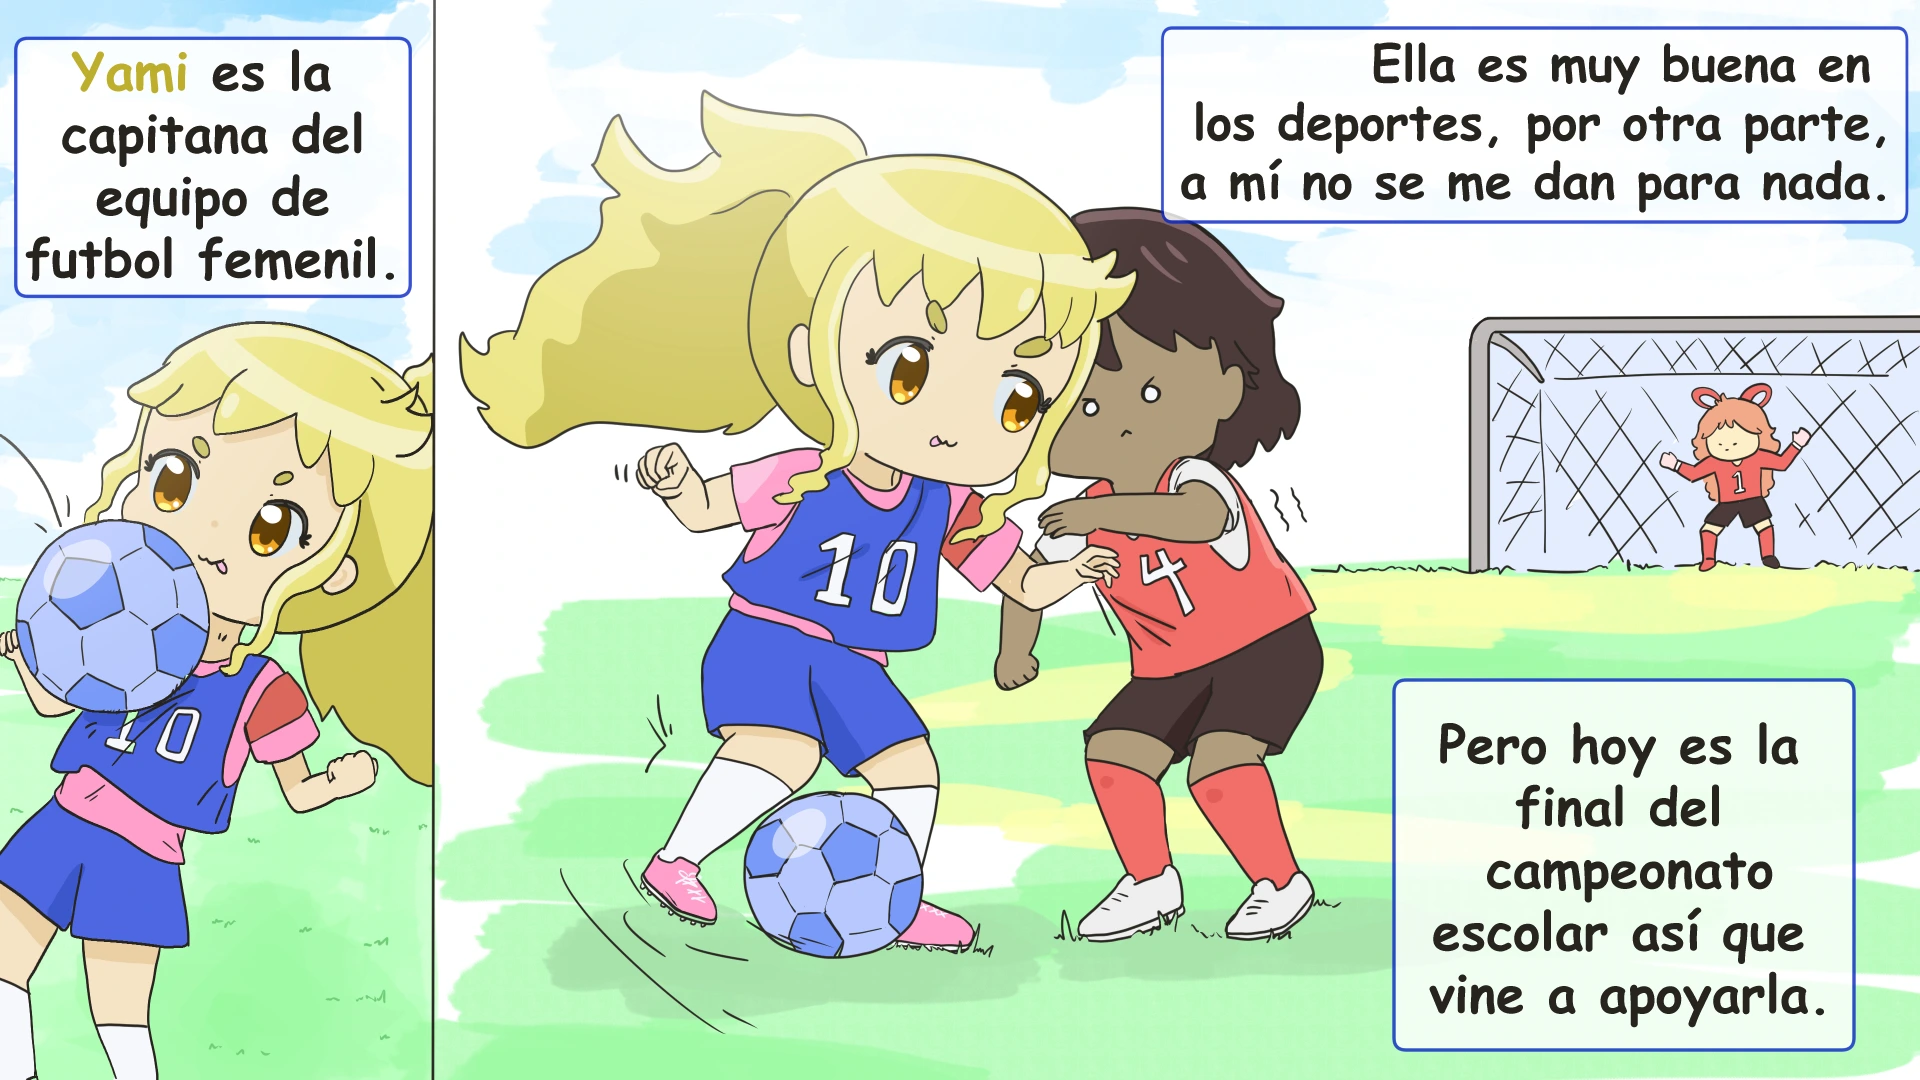 Yami es la
capitana del
equipo de
futbol femenil.
Ella es muy buena en
los deportes, por otra parte,
a mí no se me dan para nada.
10
10
4
1
Pero hoy es la
final del
campeonato
escolar así que
vine a apoyarla.